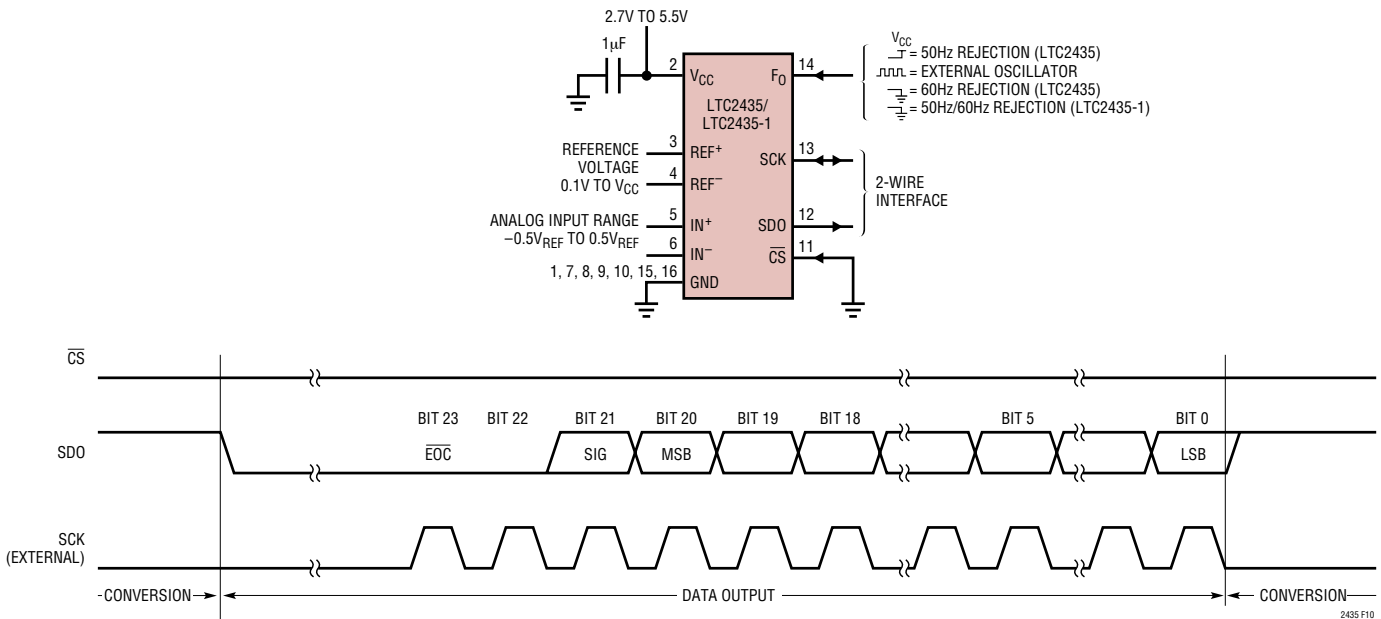 2.7V TO 5.5V
1µF
2
VCC
LTC2435/
LTC2435-1
FO
14
VCC
= 50Hz REJECTION (LTC2435)
= EXTERNAL OSCILLATOR
= 60Hz REJECTION (LTC2435)
= 50Hz/60Hz REJECTION (LTC2435-1)
REFERENCE
VOLTAGE
0.1V TO VCC
3
REF+
4
REF−
SCK
13
2-WIRE
INTERFACE
ANALOG INPUT RANGE
−0.5VREF TO 0.5VREF
5
IN+
6
IN−
SDO
12
CS
11
1, 7, 8, 9, 10, 15, 16
GND
CS
SDO
BIT 23 BIT 22 BIT 21 BIT 20 BIT 19 BIT 18 BIT 5 BIT 0
EOC SIG MSB LSB
SCK
(EXTERNAL)
CONVERSION DATA OUTPUT CONVERSION
2435 F10